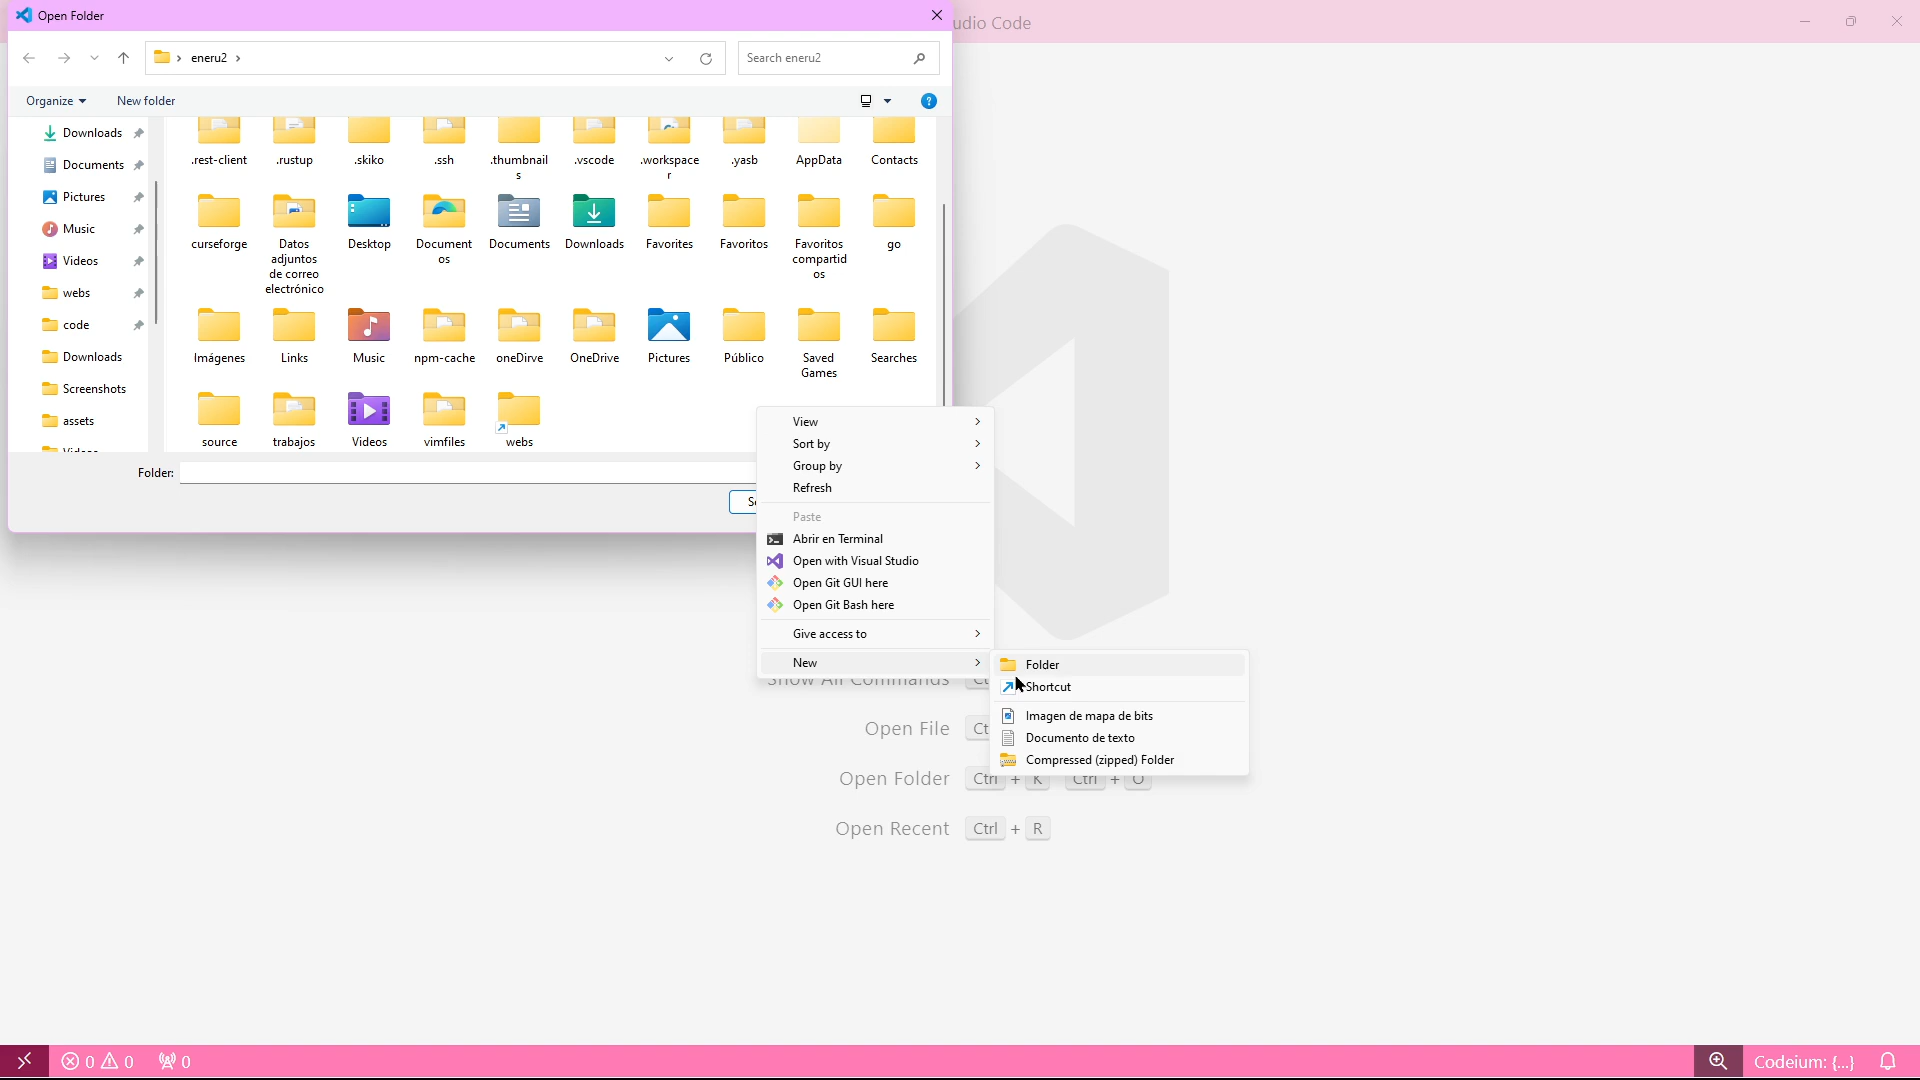 Open Folder
udio Code
eneru2
Search eneru2
Organize
New folder
Downloads
Documents
Pictures
Music
Videos
webs
code
Downloads
Screenshots
assets
.rest-client .rustup .skiko .ssh .thumbnail .vscode .workspace .yasb AppData Contacts
s r
curseforge Datos Desktop Document Documents Downloads Favorites Favoritos Favoritos go
adjuntos os compartid
de correo os
electrónico
Imágenes Links Music npm-cache oneDirve OneDrive Pictures Público Saved Searches
Games
source trabajos Videos vimfiles webs
Folder:
View
Sort by
Group by
Refresh
Paste
Abrir en Terminal
Open with Visual Studio
Open Git GUI here
Open Git Bash here
Give access to
New
Folder
Shortcut
Imagen de mapa de bits
Documento de texto
Compressed (zipped) Folder
Show All Commands
Open File
Open Folder Ctrl + K Ctrl + O
Open Recent Ctrl + R
0 0 0
Codeium: {...}